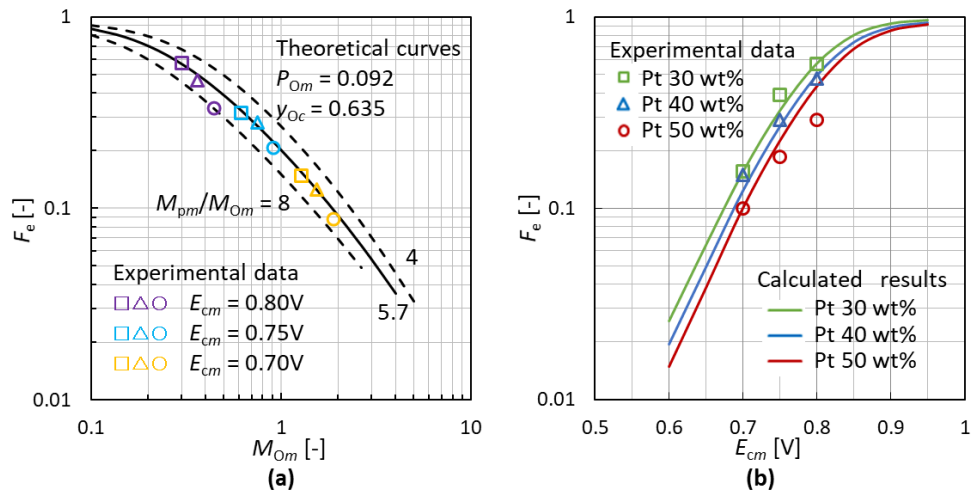 1
0.1
0.01
F_e [-]
Theoretical curves
P_Om = 0.092
y_Oc = 0.635
M_pm/M_Om = 8
4
5.7
Experimental data
□△○ E_cm = 0.80V
□△○ E_cm = 0.75V
□△○ E_cm = 0.70V
0.1 1 10
M_Om [-]
(a)
1
0.1
0.01
F_e [-]
Experimental data
Pt 30 wt%
Pt 40 wt%
Pt 50 wt%
Calculated results
Pt 30 wt%
Pt 40 wt%
Pt 50 wt%
0.5 0.6 0.7 0.8 0.9 1
E_cm [V]
(b)